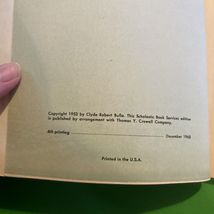 Copyright 1952 by Clyde Robert Bulla. This Scholastic Book Services edition
is published by arrangement with Thomas Y. Crowell Company.
4th printing December 1963
Printed in the U.S.A.